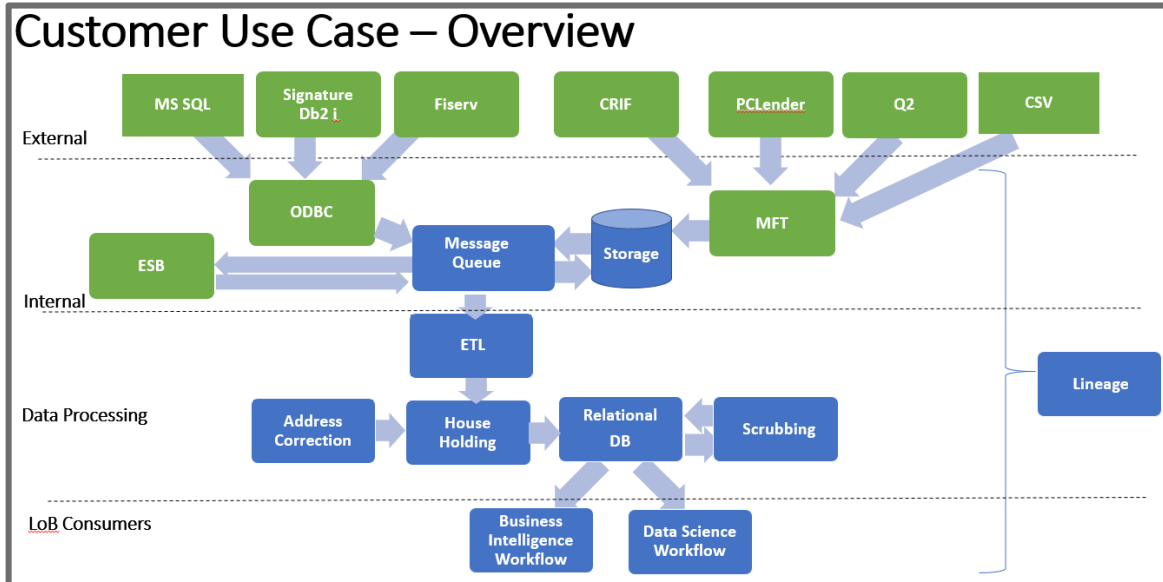 Customer Use Case – Overview
MS SQL
Signature
Db2 i
Fiserv
CRIF
PCLender
Q2
CSV
External
ODBC
MFT
Message
Queue
Storage
ESB
Internal
ETL
Lineage
Data Processing
Address
Correction
House
Holding
Relational
DB
Scrubbing
LoB Consumers
Business
Intelligence
Workflow
Data Science
Workflow